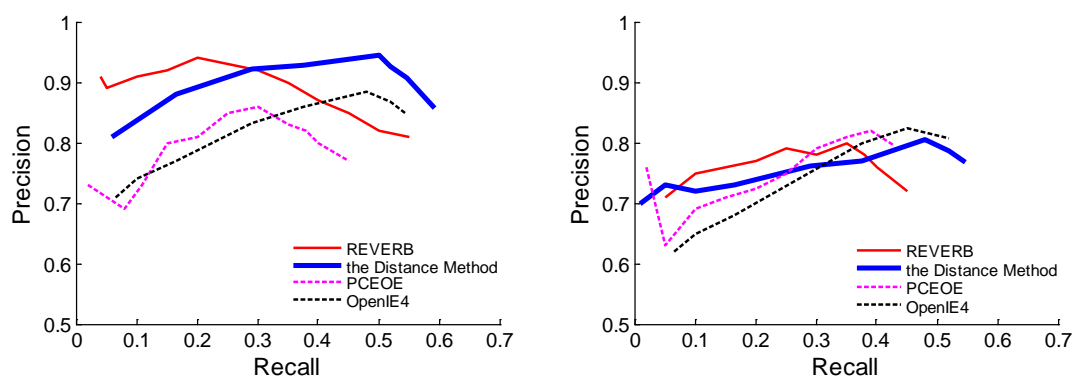 1
0.9
0.8
0.7
0.6
0.5
Precision
0 0.1 0.2 0.3 0.4 0.5 0.6 0.7
Recall
REVERB
the Distance Method
PCEOE
OpenIE4
1
0.9
0.8
0.7
0.6
0.5
Precision
0 0.1 0.2 0.3 0.4 0.5 0.6 0.7
Recall
REVERB
the Distance Method
PCEOE
OpenIE4